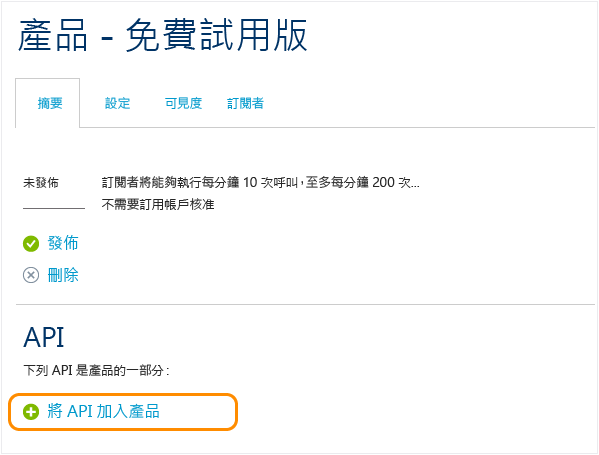 產品 - 免費試用版
摘要 設定 可見度 訂閱者
未發佈 訂閱者將能夠執行每分鐘 10 次呼叫，至多每分鐘 200 次...
不需要訂用帳戶核准
發佈
刪除
API
下列 API 是產品的一部分：
將 API 加入產品